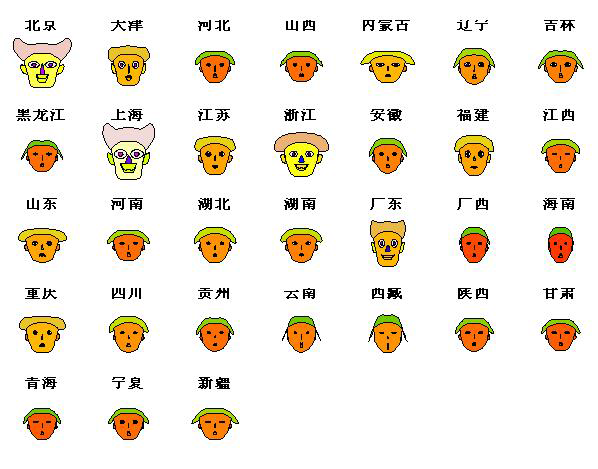 北京 天津 河北 山西 内蒙古 辽宁 吉林
黑龙江 上海 江苏 浙江 安徽 福建 江西
山东 河南 湖北 湖南 广东 广西 海南
重庆 四川 贵州 云南 西藏 陕西 甘肃
青海 宁夏 新疆